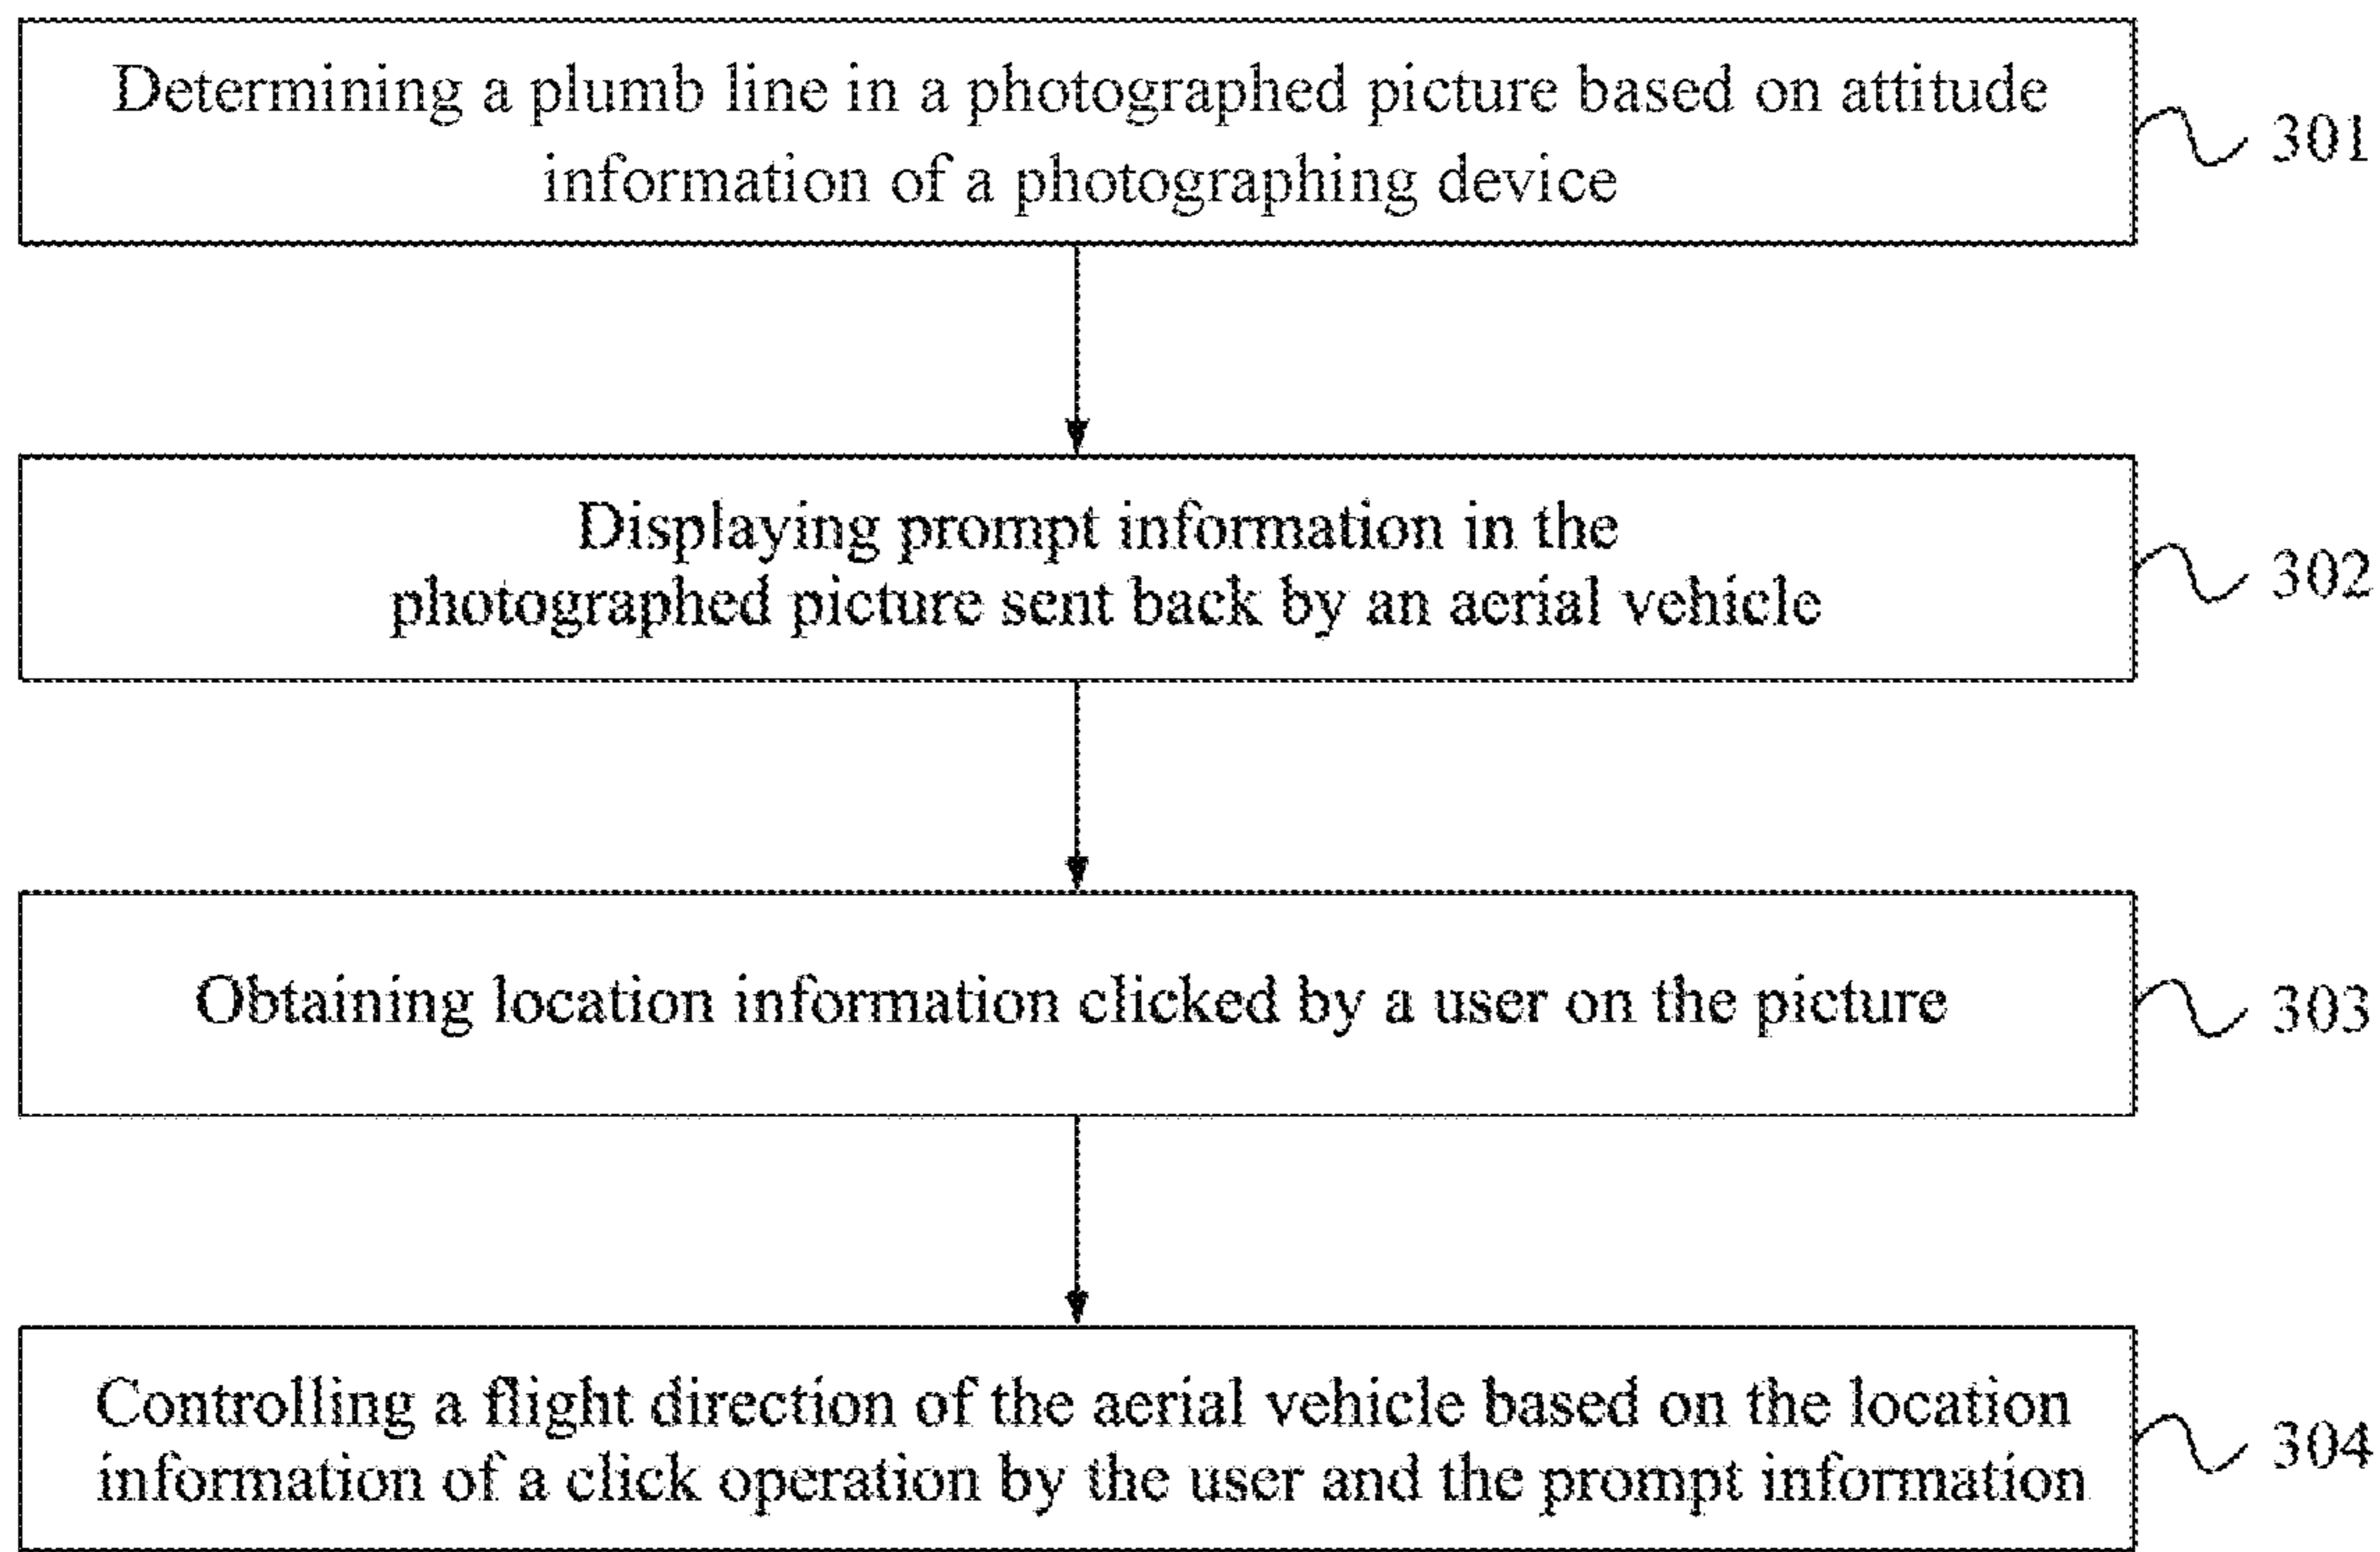 Determining a plumb line in a photographed picture based on attitude
information of a photographing device
301
Displaying prompt information in the
photographed picture sent back by an aerial vehicle
302
Obtaining location information clicked by a user on the picture
303
Controlling a flight direction of the aerial vehicle based on the location
information of a click operation by the user and the prompt information
304